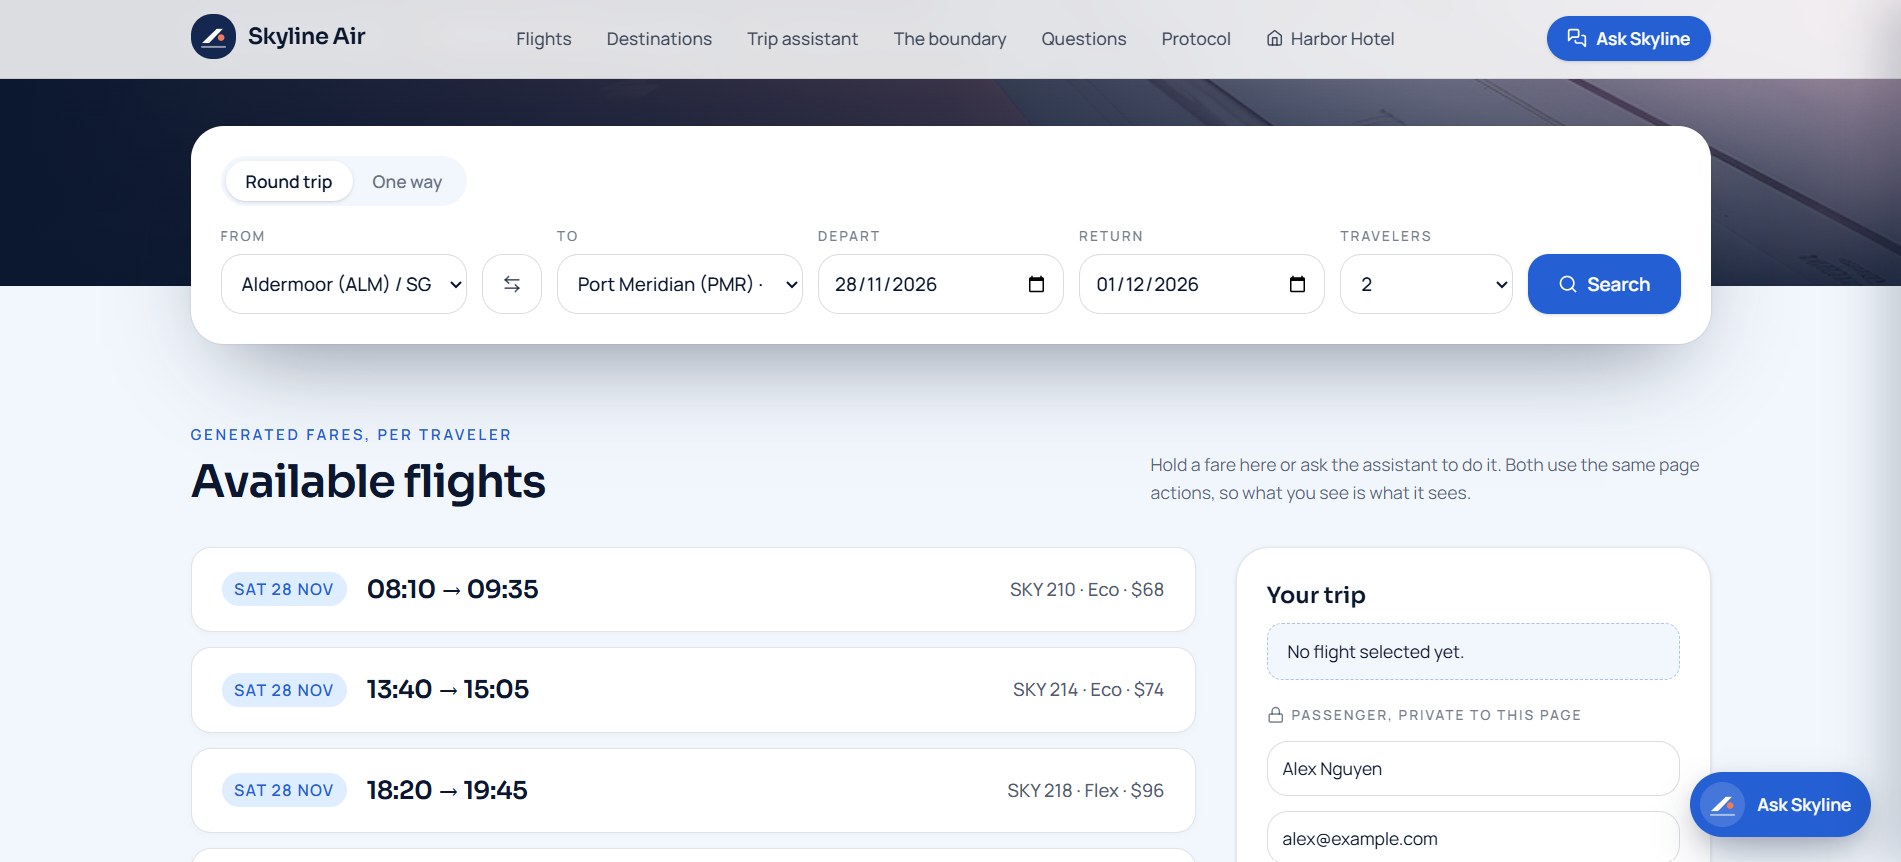 Skyline Air
Flights
Destinations
Trip assistant
The boundary
Questions
Protocol
Harbor Hotel
Ask Skyline
Round trip
One way
FROM
TO
DEPART
RETURN
TRAVELERS
Aldermoor (ALM) / SG
Port Meridian (PMR) ·
28/11/2026
01/12/2026
2
Search
GENERATED FARES, PER TRAVELER
Available flights
Hold a fare here or ask the assistant to do it. Both use the same page
actions, so what you see is what it sees.
SAT 28 NOV
08:10 → 09:35
SKY 210 · Eco · $68
SAT 28 NOV
13:40 → 15:05
SKY 214 · Eco · $74
SAT 28 NOV
18:20 → 19:45
SKY 218 · Flex · $96
Your trip
No flight selected yet.
PASSENGER, PRIVATE TO THIS PAGE
Alex Nguyen
alex@example.com
Ask Skyline